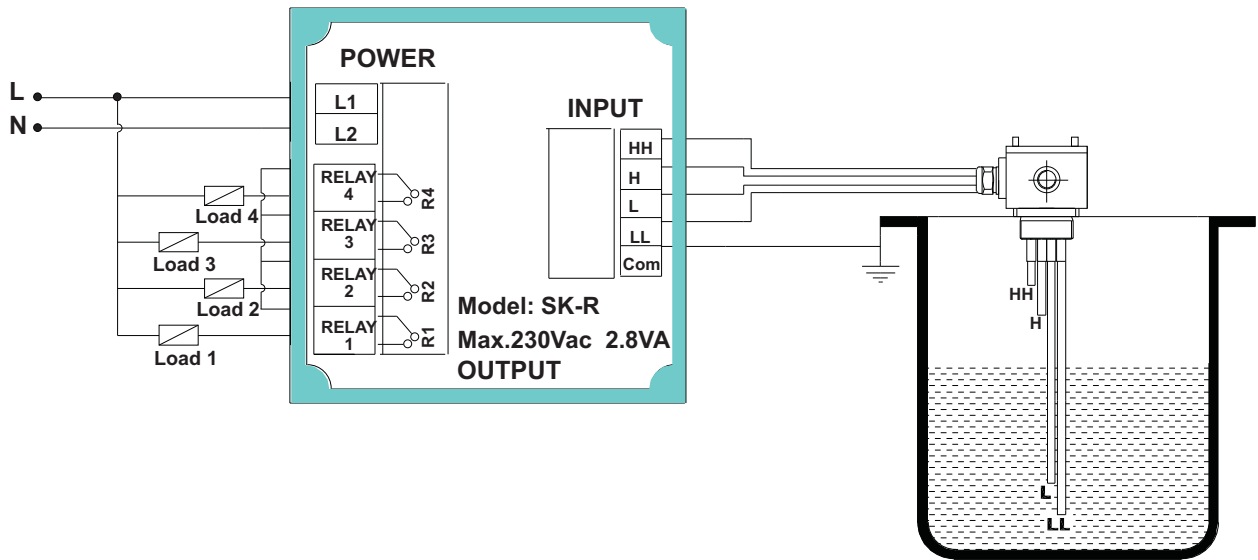 L
N
POWER
L1
L2
RELAY
4
R4
RELAY
3
R3
RELAY
2
R2
RELAY
1
R1
Load 4
Load 3
Load 2
Load 1
INPUT
HH
H
L
LL
Com
Model: SK-R
Max.230Vac 2.8VA
OUTPUT
HH
H
L
LL